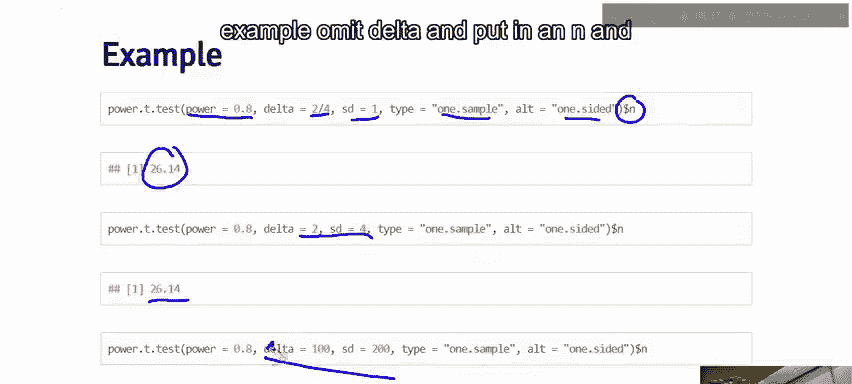 example omit delta and put in an n and
Example
power.t.test(power = 0.8, delta = 2/4, sd = 1, type = "one.sample", alt = "one.sided")$n
## [1] 26.14
power.t.test(power = 0.8, delta = 2, sd = 4, type = "one.sample", alt = "one.sided")$n
## [1] 26.14
power.t.test(power = 0.8, delta = 100, sd = 200, type = "one.sample", alt = "one.sided")$n